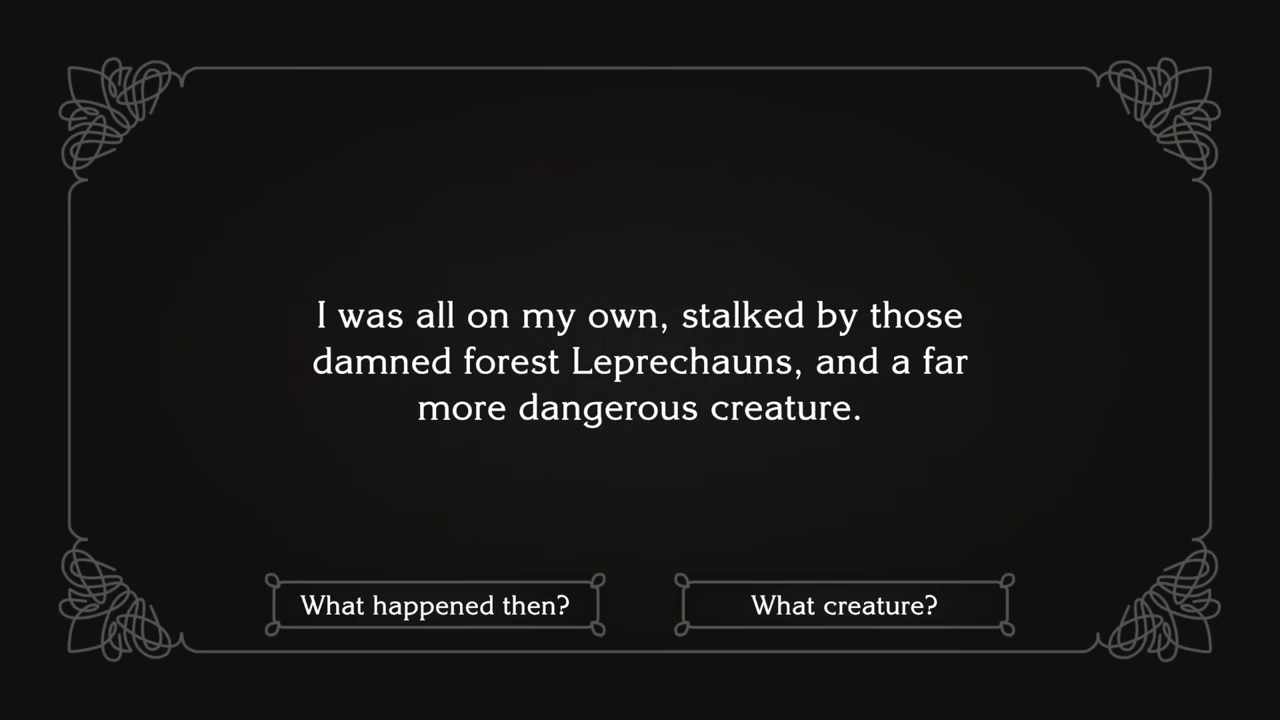 I was all on my own, stalked by those
damned forest Leprechauns, and a far
more dangerous creature.
What happened then?
What creature?